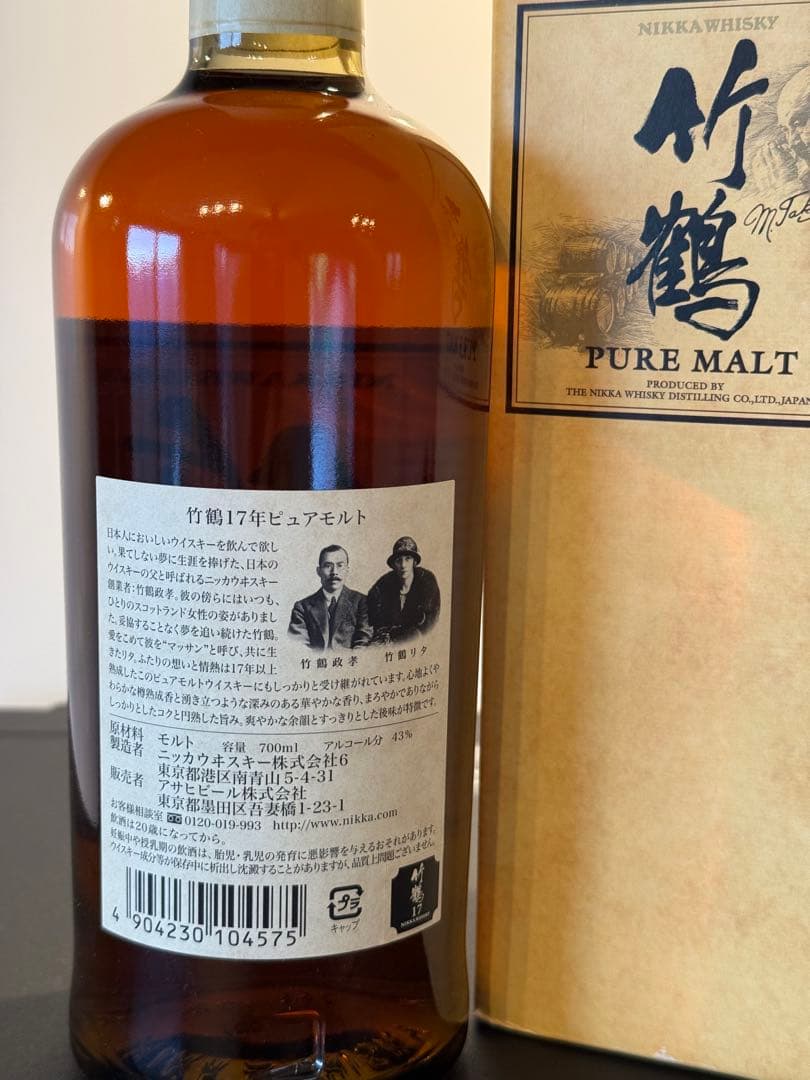 NIKKA WHISKY
竹
鶴
M.Tak
PURE MALT
PRODUCED BY
THE NIKKA WHISKY DISTILLING CO.,LTD.,JAPAN
竹鶴17年ピュアモルト
日本人においしいウイスキーを飲んで欲し
い。果てしない夢に生涯を捧げた、日本の
ウイスキーの父と呼ばれるニッカウヰスキー
創業者:竹鶴政孝。彼の傍らにはいつも、
ひとりのスコットランド女性の姿がありまし
た。妥協することなく夢を追い続けた竹鶴。
愛をこめて彼を“マッサン”と呼び、共に生
きたリタ。ふたりの想いと情熱は17年以上
熟成したこのピュアモルトウイスキーにもしっかりと受け継がれています。心地よくや
わらかな樽熟成香と湧き立つような深みのある華やかな香り、まろやかでありながら
しっかりとしたコクと円熟した旨み。爽やかな余韻とすっきりとした後味が特徴です。
竹鶴政孝 竹鶴リタ
原材料 モルト 容量 700ml アルコール分 43%
製造者 ニッカウヰスキー株式会社6
東京都港区南青山5-4-31
販売者 アサヒビール株式会社
東京都墨田区吾妻橋1-23-1
お客様相談室 0120-019-993 http://www.nikka.com
飲酒は20歳になってから。
妊娠中や授乳期の飲酒は、胎児・乳児の発育に悪影響を与えるおそれがあります。
ウイスキー成分等が保存中に析出し沈澱することがありますが、品質上問題ございません。
4 904230 104575
プラ
キャップ
竹
鶴
17
NIKKA WHISKY